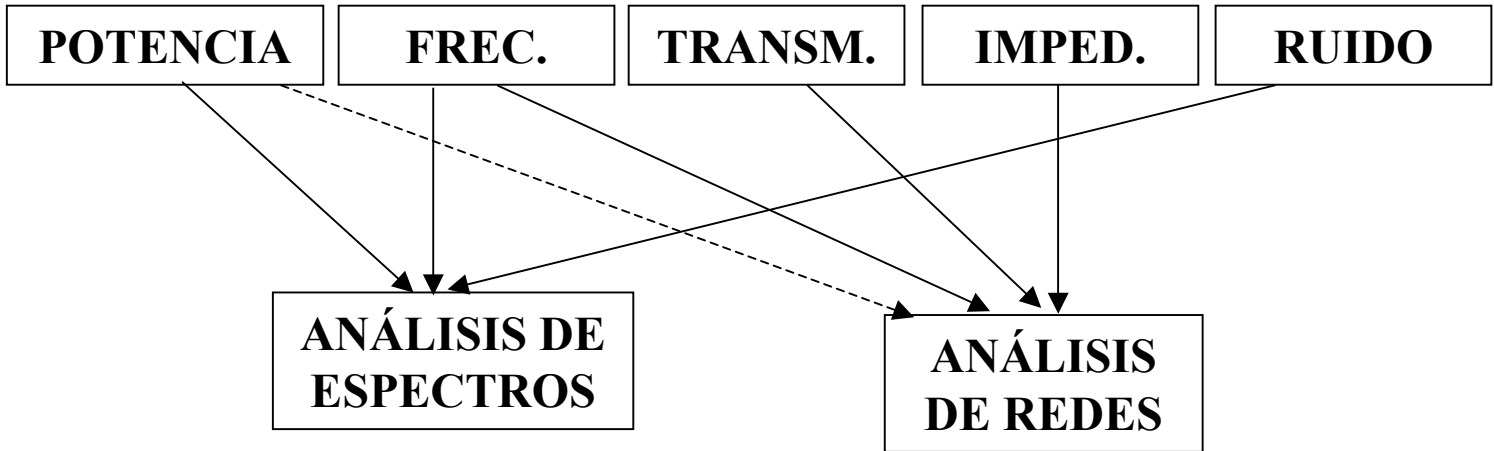 POTENCIA
FREC.
TRANSM.
IMPED.
RUIDO
ANÁLISIS DE
ESPECTROS
ANÁLISIS
DE REDES